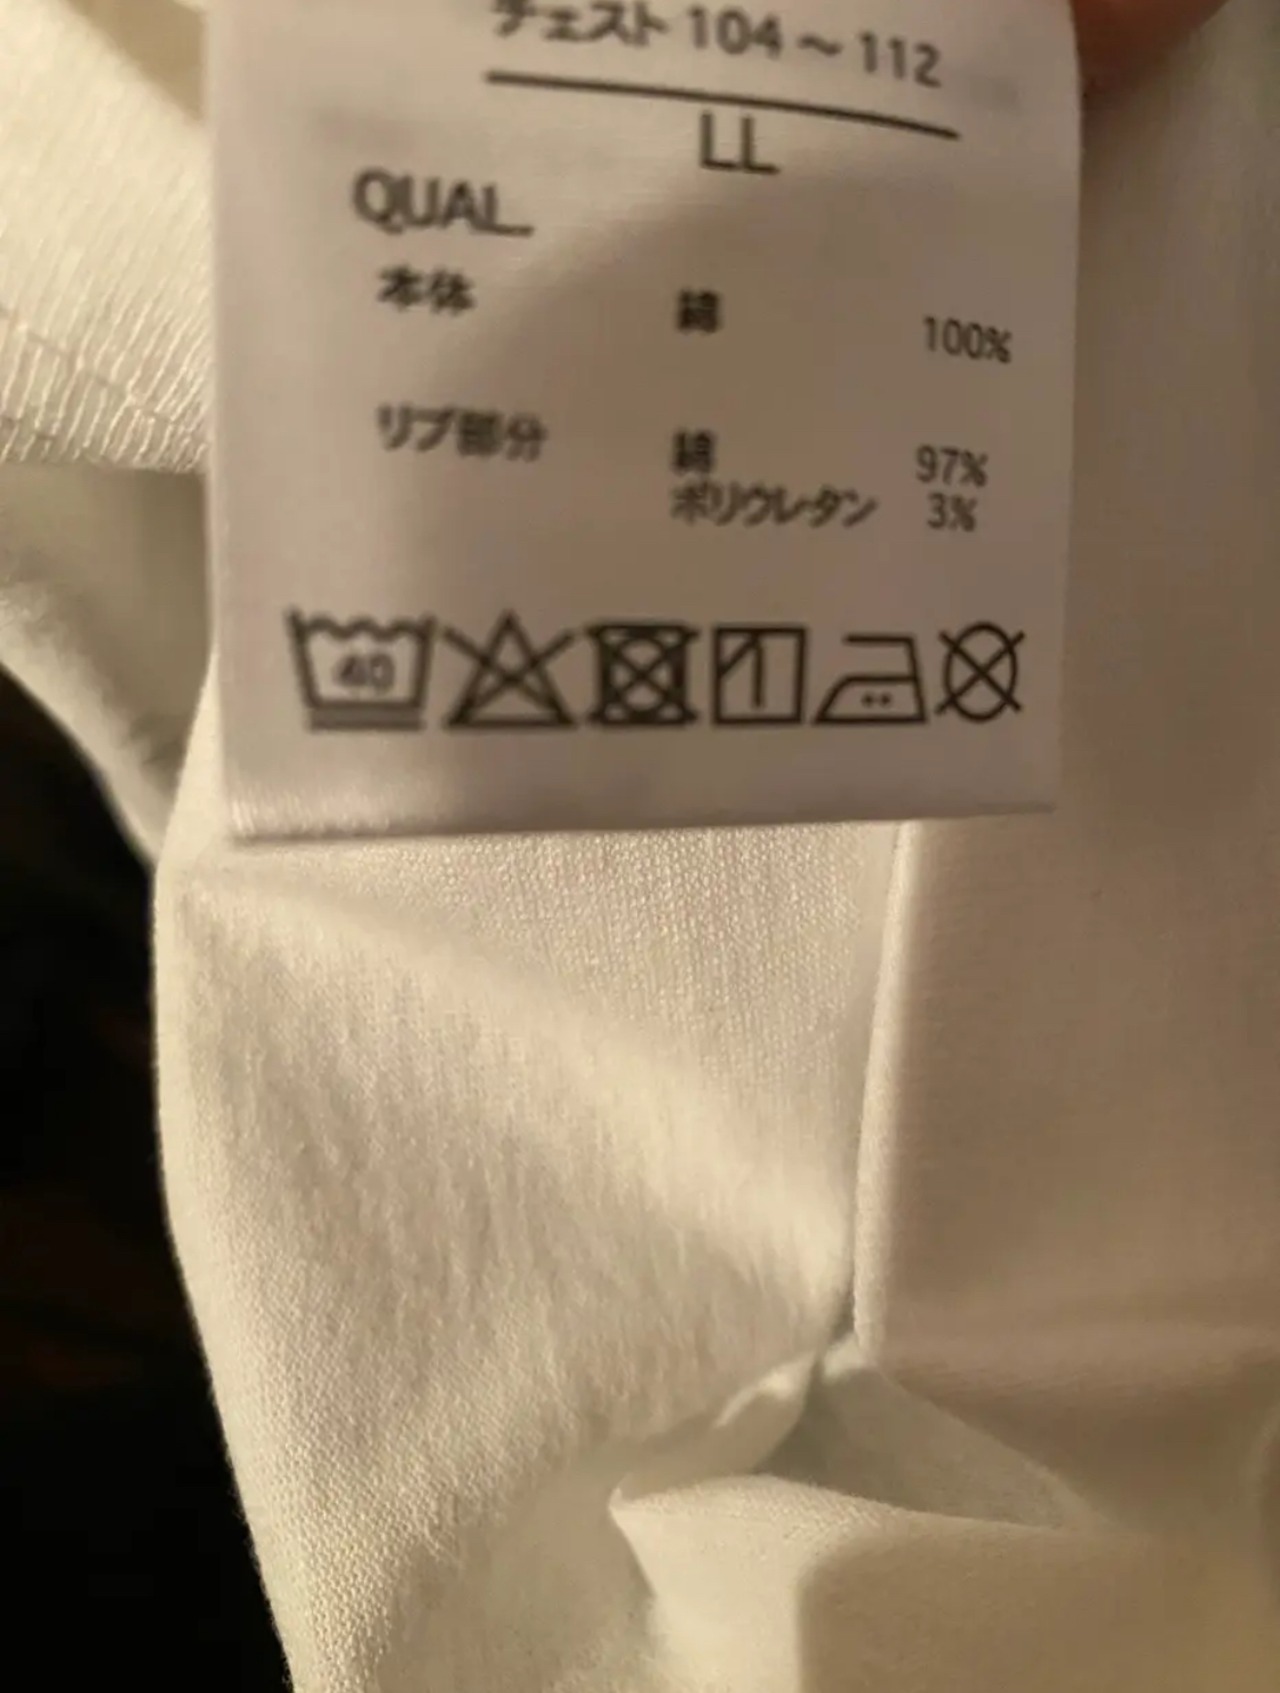 チェスト 104～112
LL
QUAL.
本体 綿 100%
リブ部分 綿 97%
ポリウレタン 3%
40